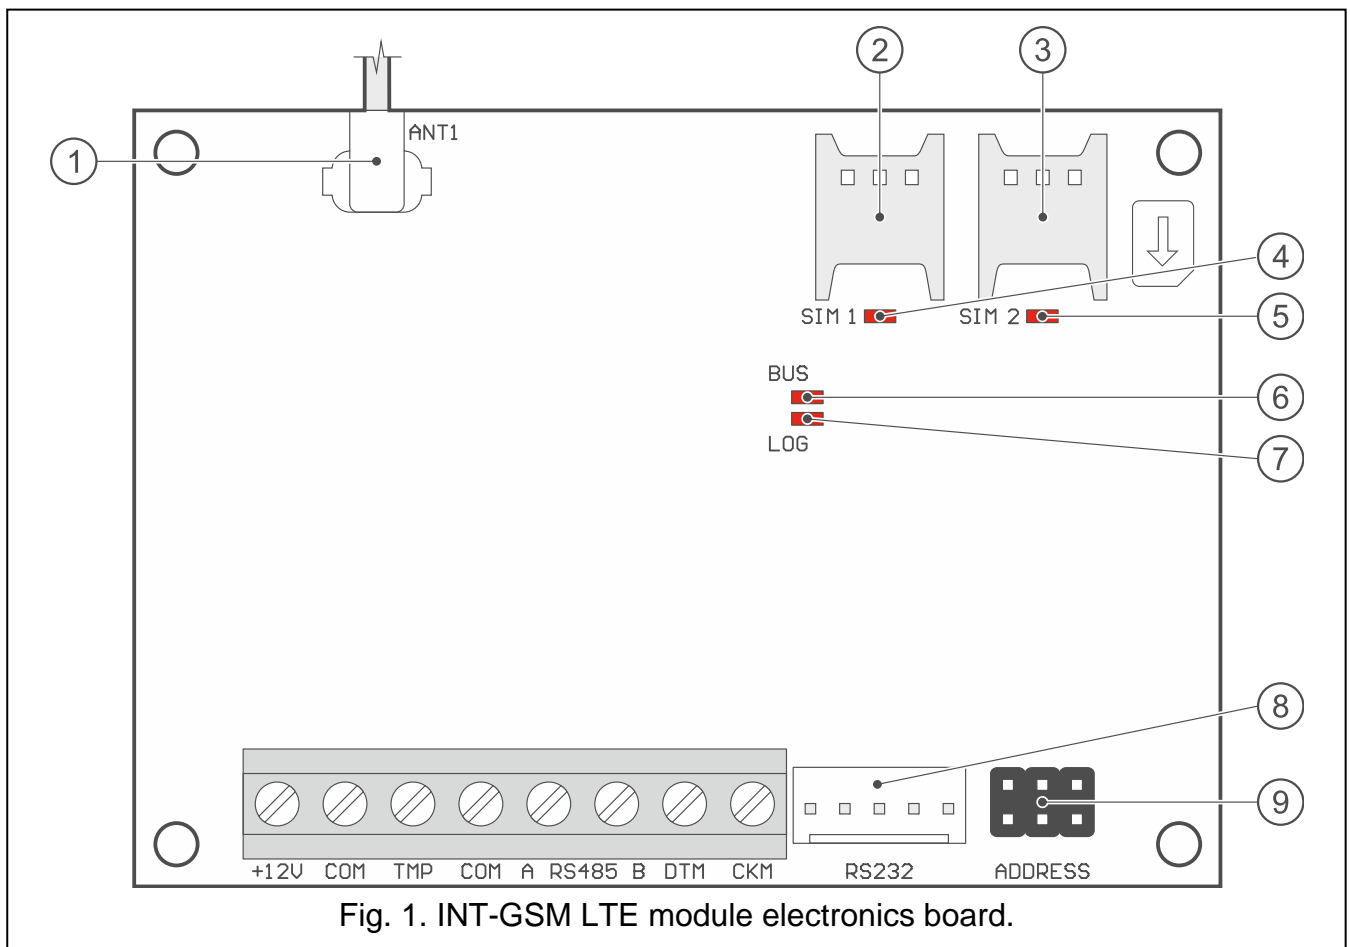 2 3
ANT1
1
4
SIM 1 SIM 2 5
BUS
6
LOG
7
8
9
+12V COM TMP COM A RS485 B DTM CKM RS232 ADDRESS
Fig. 1. INT-GSM LTE module electronics board.